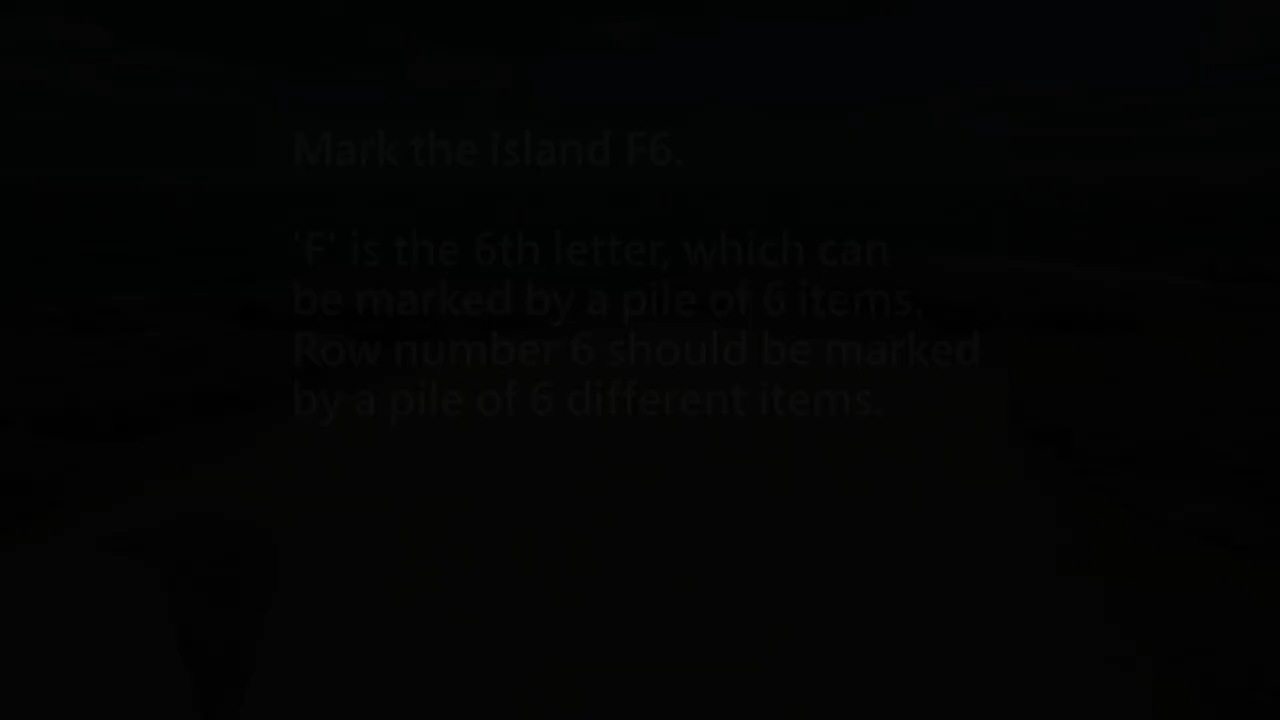 Mark the island F6.
'F' is the 6th letter, which can
be marked by a pile of 6 items.
Row number 6 should be marked
by a pile of 6 different items.